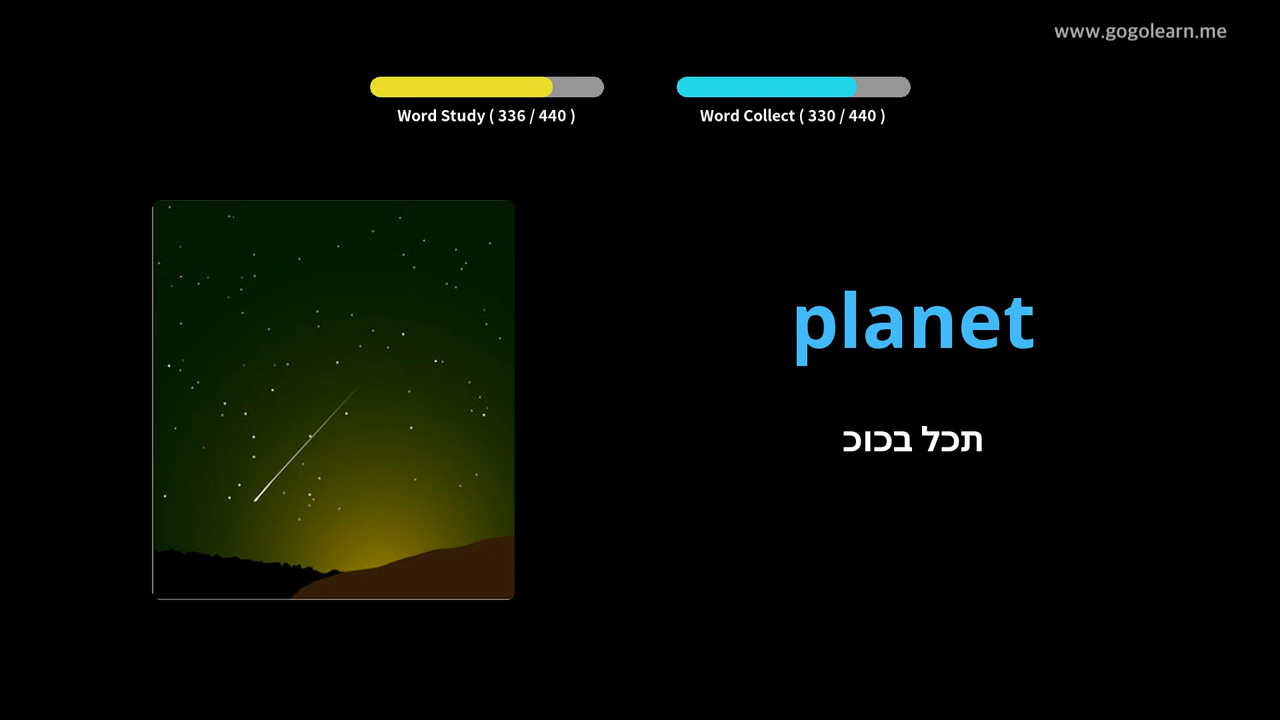 www.gogolearn.me
Word Study ( 336 / 440 )
Word Collect ( 330 / 440 )
planet
תכל בכוכ